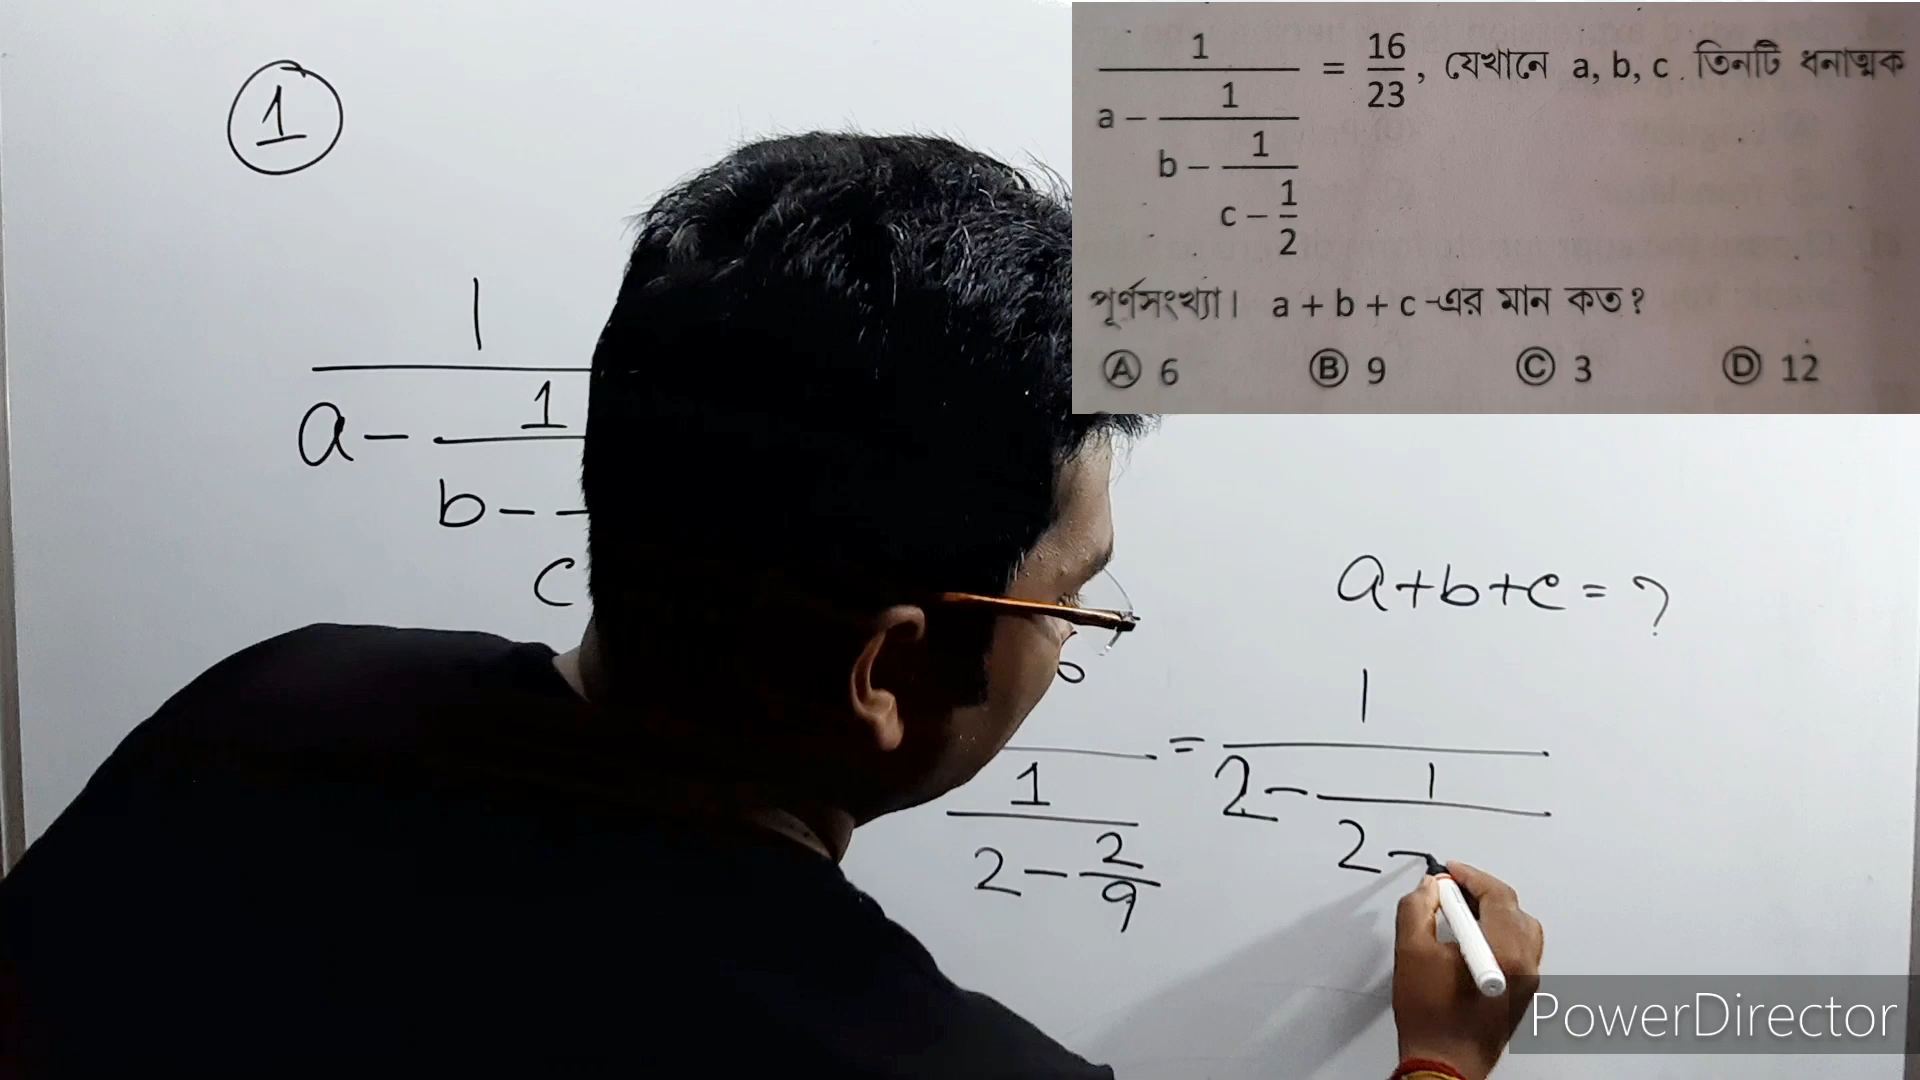 1
1/(a - 1/(b - 1/(c - 1/2))) = 16/23, যেখানে a, b, c . তিনটি ধনাত্মক
পূর্ণসংখ্যা। a + b + c -এর মান কত?
Ⓐ 6 Ⓑ 9 Ⓒ 3 Ⓓ 12
1
a - 1
b - -
c
a+b+c = ?
1
1 = 2 - 1
2 - 2/9 2 -
PowerDirector